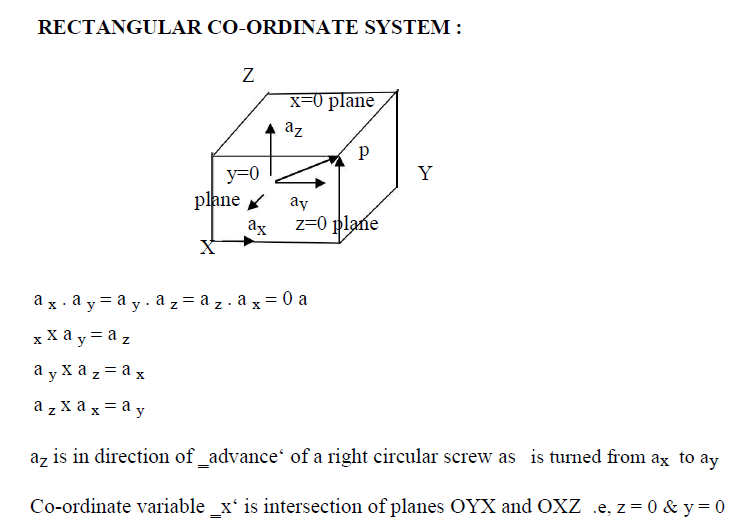 RECTANGULAR CO-ORDINATE SYSTEM :
Z
x=0 plane
az
p
y=0
plane
Y
ay
ax
z=0 plane
X
a x . a y = a y . a z = a z . a x = 0 a
x x a y = a z
a y x a z = a x
a z x a x = a y
az is in direction of ‗advance‘ of a right circular screw as is turned from ax to ay
Co-ordinate variable ‗x‘ is intersection of planes OYX and OXZ .e, z = 0 & y = 0